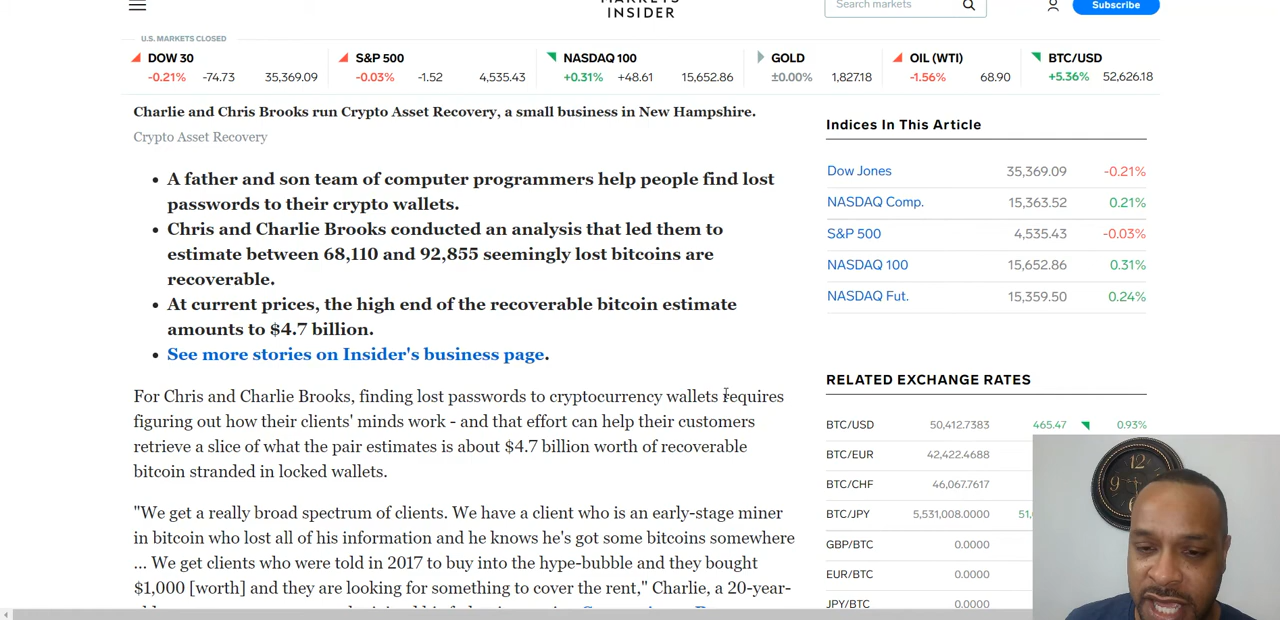 MARKETS
INSIDER
Search markets
Subscribe
U.S. MARKETS CLOSED
DOW 30
-0.21% -74.73 35,369.09
S&P 500
-0.03% -1.52 4,535.43
NASDAQ 100
+0.31% +48.61 15,652.86
GOLD
±0.00% 1,827.18
OIL (WTI)
-1.56% 68.90
BTC/USD
+5.36% 52,626.18
Charlie and Chris Brooks run Crypto Asset Recovery, a small business in New Hampshire.
Crypto Asset Recovery
• A father and son team of computer programmers help people find lost
passwords to their crypto wallets.
• Chris and Charlie Brooks conducted an analysis that led them to
estimate between 68,110 and 92,855 seemingly lost bitcoins are
recoverable.
• At current prices, the high end of the recoverable bitcoin estimate
amounts to $4.7 billion.
• See more stories on Insider's business page.
For Chris and Charlie Brooks, finding lost passwords to cryptocurrency wallets requires
figuring out how their clients' minds work - and that effort can help their customers
retrieve a slice of what the pair estimates is about $4.7 billion worth of recoverable
bitcoin stranded in locked wallets.
"We get a really broad spectrum of clients. We have a client who is an early-stage miner
in bitcoin who lost all of his information and he knows he's got some bitcoins somewhere
... We get clients who were told in 2017 to buy into the hype-bubble and they bought
$1,000 [worth] and they are looking for something to cover the rent," Charlie, a 20-year-
Indices In This Article
Dow Jones 35,369.09 -0.21%
NASDAQ Comp. 15,363.52 0.21%
S&P 500 4,535.43 -0.03%
NASDAQ 100 15,652.86 0.31%
NASDAQ Fut. 15,359.50 0.24%
RELATED EXCHANGE RATES
BTC/USD 50,412.7383 465.47 0.93%
BTC/EUR 42,422.4688
BTC/CHF 46,067.7617
BTC/JPY 5,531,008.0000 51,
GBP/BTC 0.0000
EUR/BTC 0.0000
JPY/BTC 0.0000
12
9